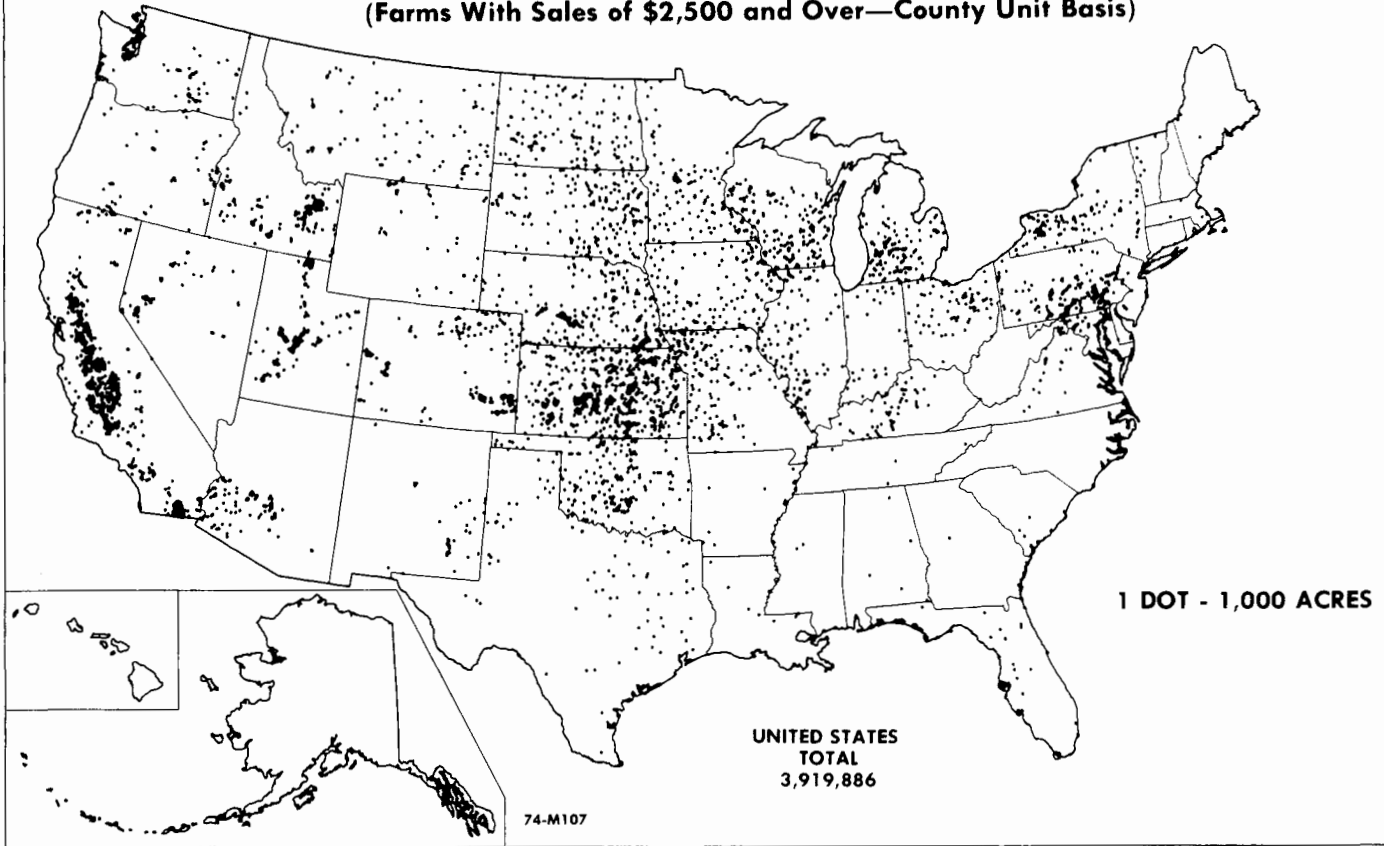 (Farms With Sales of $2,500 and Over—County Unit Basis)
1 DOT - 1,000 ACRES
UNITED STATES
TOTAL
3,919,886
74-M107